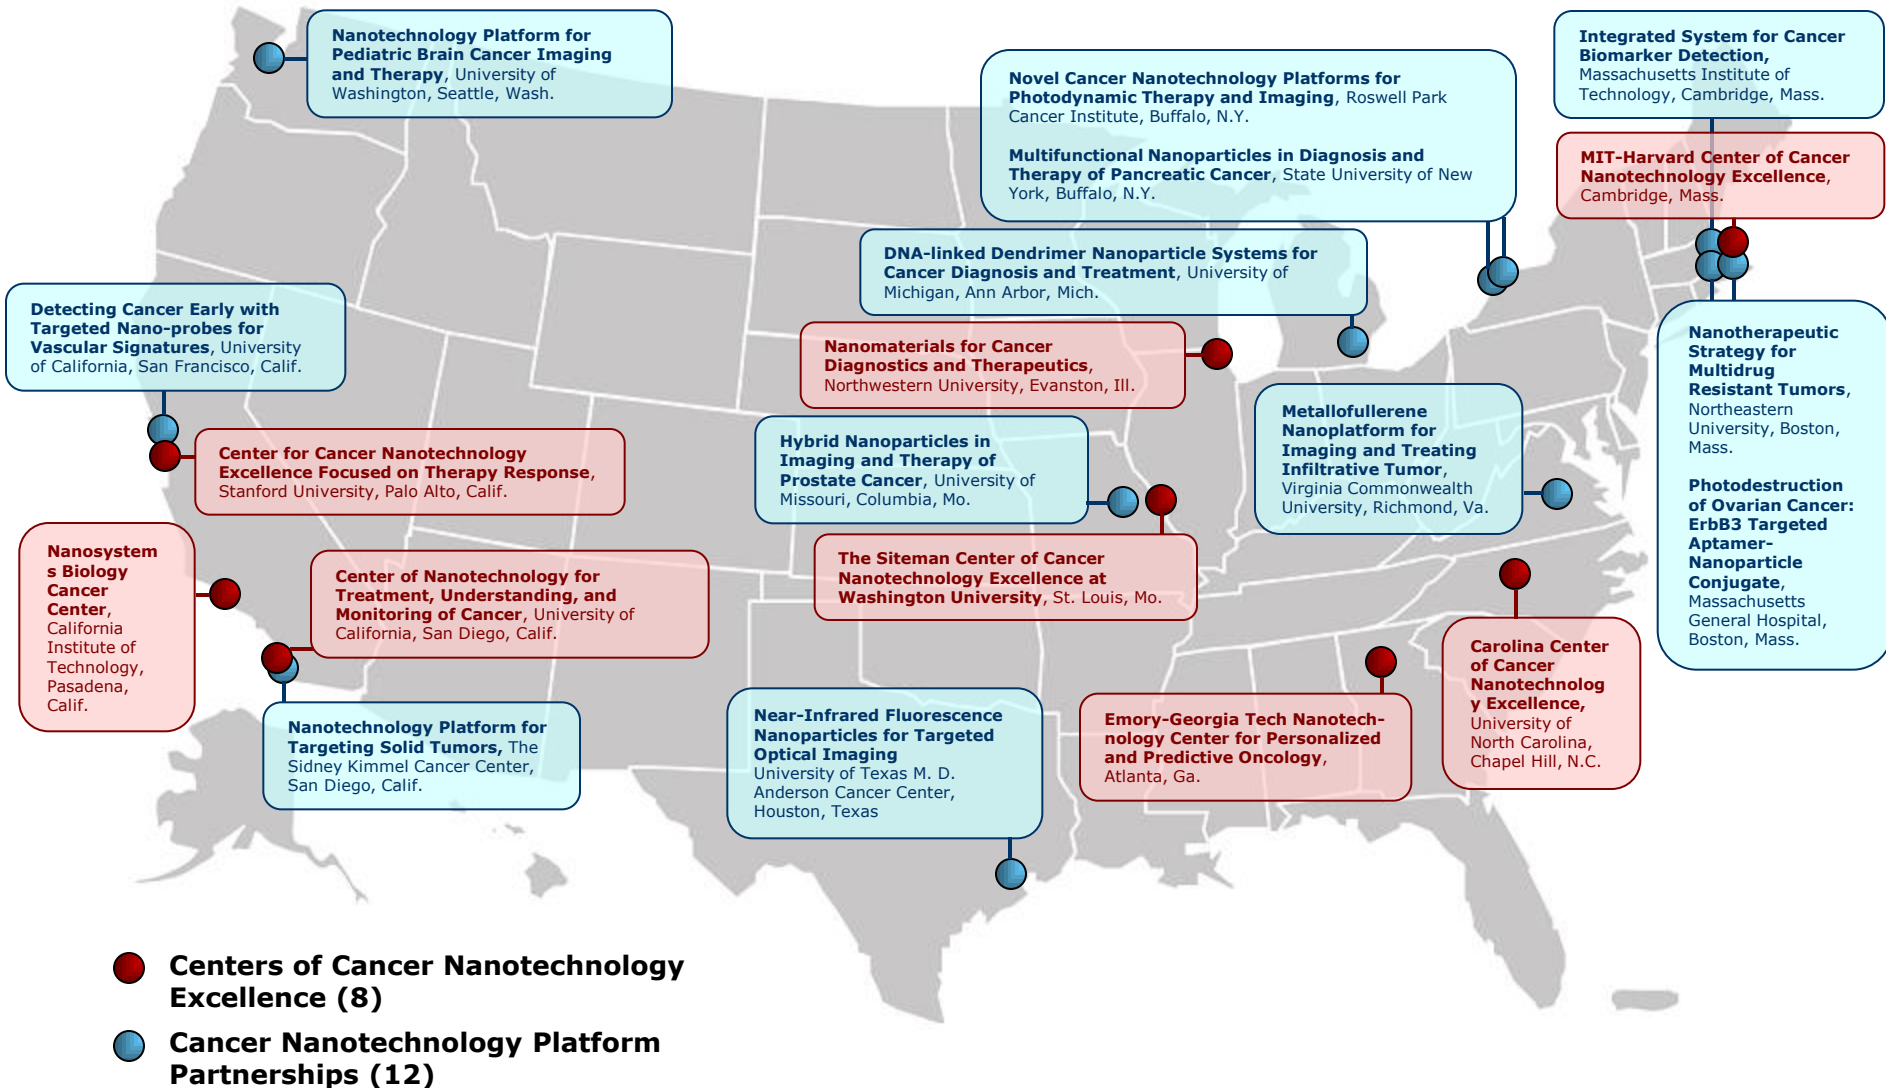 Nanotechnology Platform for
Pediatric Brain Cancer Imaging
and Therapy, University of
Washington, Seattle, Wash.
Novel Cancer Nanotechnology Platforms for
Photodynamic Therapy and Imaging, Roswell Park
Cancer Institute, Buffalo, N.Y.
Multifunctional Nanoparticles in Diagnosis and
Therapy of Pancreatic Cancer, State University of New
York, Buffalo, N.Y.
Integrated System for Cancer
Biomarker Detection,
Massachusetts Institute of
Technology, Cambridge, Mass.
MIT-Harvard Center of Cancer
Nanotechnology Excellence,
Cambridge, Mass.
DNA-linked Dendrimer Nanoparticle Systems for
Cancer Diagnosis and Treatment, University of
Michigan, Ann Arbor, Mich.
Detecting Cancer Early with
Targeted Nano-probes for
Vascular Signatures, University
of California, San Francisco, Calif.
Nanomaterials for Cancer
Diagnostics and Therapeutics,
Northwestern University, Evanston, Ill.
Nanotherapeutic
Strategy for
Multidrug
Resistant Tumors,
Northeastern
University, Boston,
Mass.
Photodestruction
of Ovarian Cancer:
ErbB3 Targeted
Aptamer-
Nanoparticle
Conjugate,
Massachusetts
General Hospital,
Boston, Mass.
Metallofullerene
Nanoplatform for
Imaging and Treating
Infiltrative Tumor,
Virginia Commonwealth
University, Richmond, Va.
Hybrid Nanoparticles in
Imaging and Therapy of
Prostate Cancer, University of
Missouri, Columbia, Mo.
Center for Cancer Nanotechnology
Excellence Focused on Therapy Response,
Stanford University, Palo Alto, Calif.
Nanosystem
s Biology
Cancer
Center,
California
Institute of
Technology,
Pasadena,
Calif.
Center of Nanotechnology for
Treatment, Understanding, and
Monitoring of Cancer, University of
California, San Diego, Calif.
The Siteman Center of Cancer
Nanotechnology Excellence at
Washington University, St. Louis, Mo.
Carolina Center
of Cancer
Nanotechnolog
y Excellence,
University of
North Carolina,
Chapel Hill, N.C.
Nanotechnology Platform for
Targeting Solid Tumors, The
Sidney Kimmel Cancer Center,
San Diego, Calif.
Near-Infrared Fluorescence
Nanoparticles for Targeted
Optical Imaging
University of Texas M. D.
Anderson Cancer Center,
Houston, Texas
Emory-Georgia Tech Nanotech-
nology Center for Personalized
and Predictive Oncology,
Atlanta, Ga.
Centers of Cancer Nanotechnology
Excellence (8)
Cancer Nanotechnology Platform
Partnerships (12)